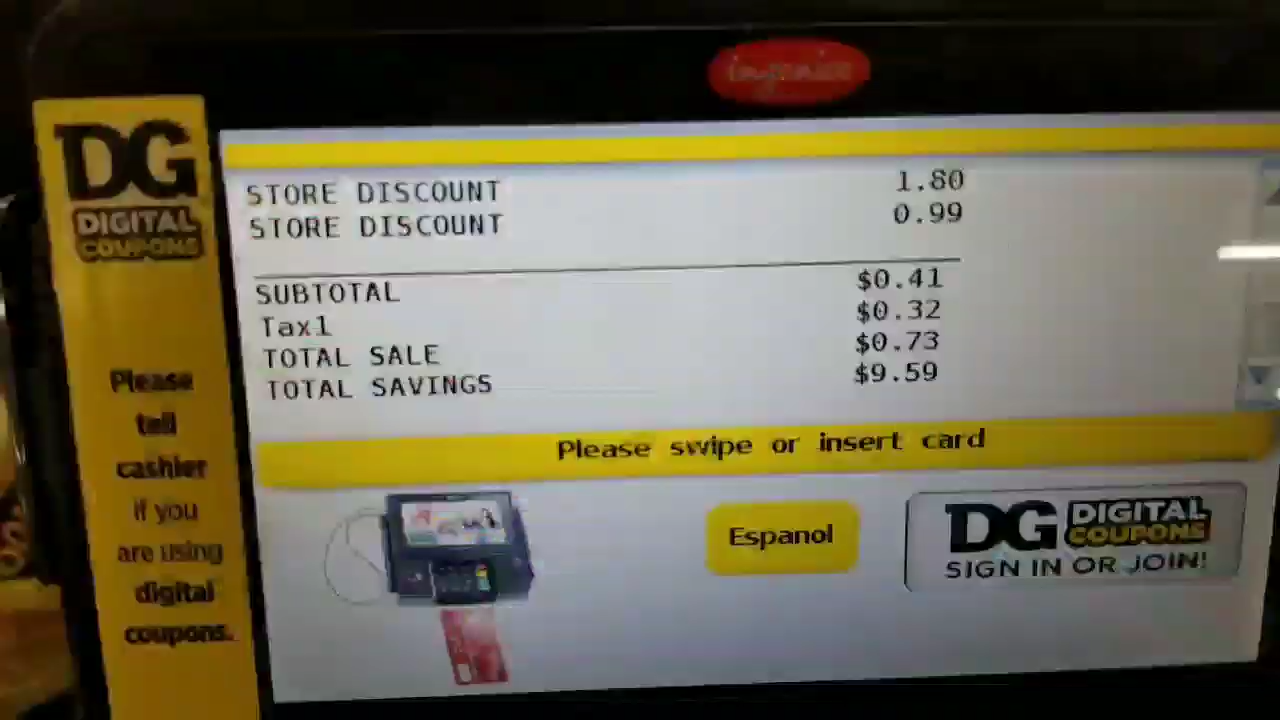 ingenico
DG
DIGITAL
COUPONS
Please
tell
cashier
if you
are using
digital
coupons.
STORE DISCOUNT 1.80
STORE DISCOUNT 0.99
SUBTOTAL $0.41
Tax1 $0.32
TOTAL SALE $0.73
TOTAL SAVINGS $9.59
Please swipe or insert card
Espanol
DG DIGITAL
COUPONS
SIGN IN OR JOIN!